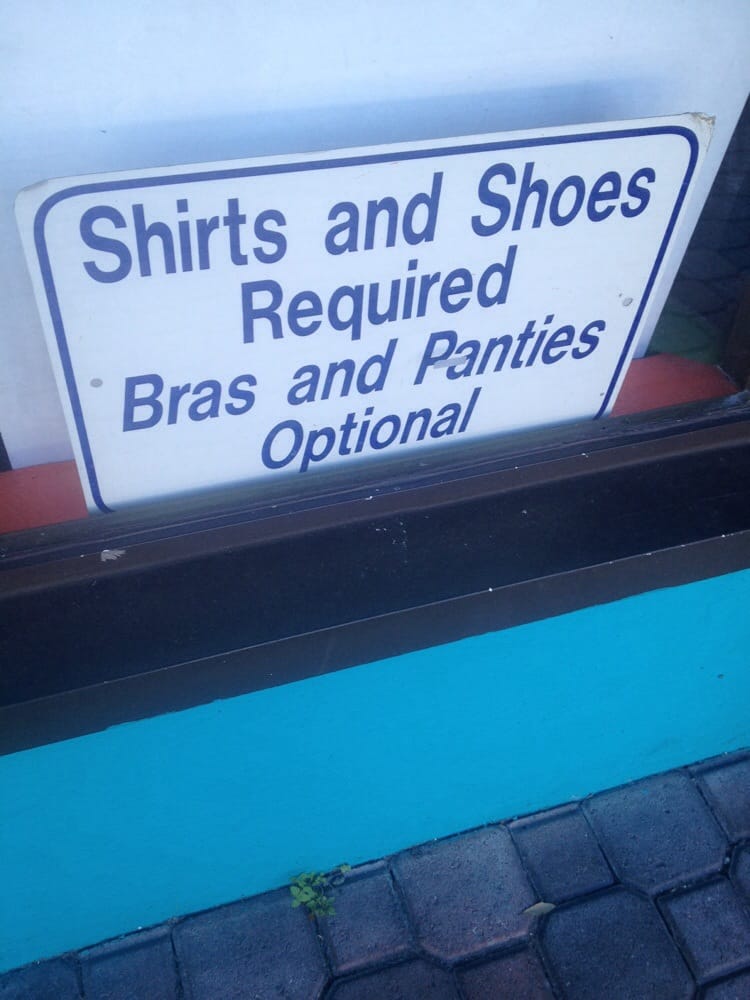 Shirts and Shoes
Required
Bras and Panties
Optional